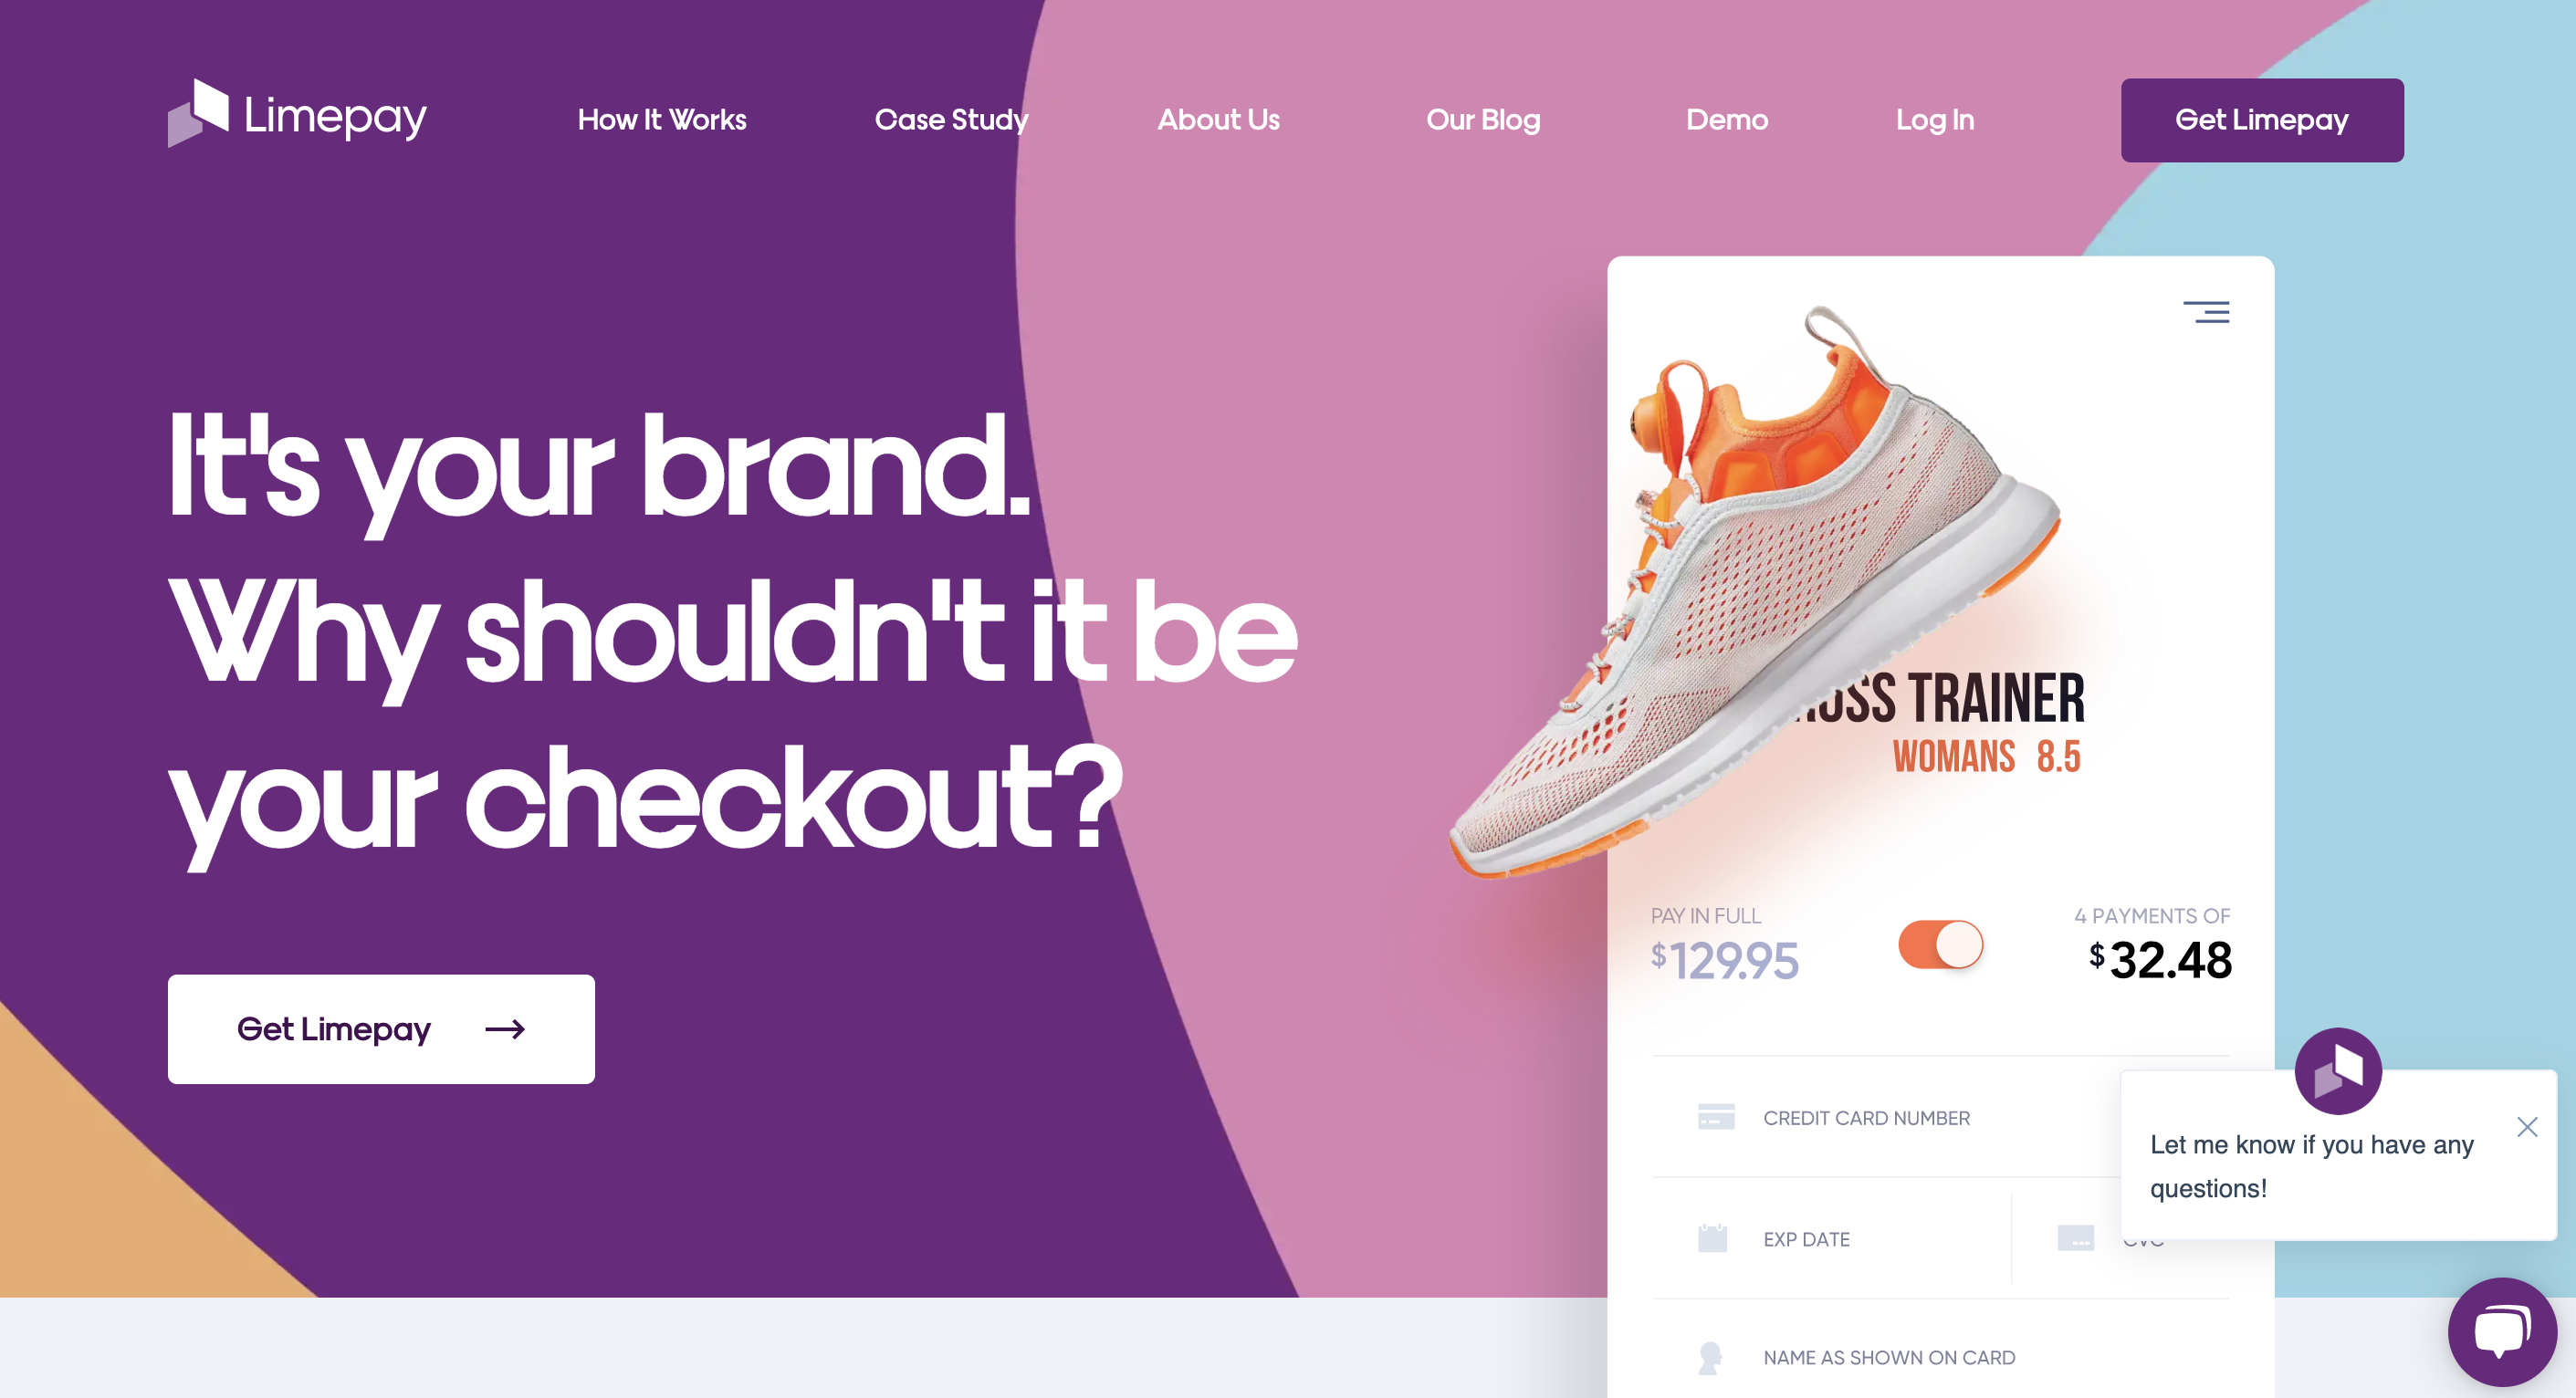 Limepay
How It Works
Case Study
About Us
Our Blog
Demo
Log In
Get Limepay
It's your brand.
Why shouldn't it be
your checkout?
Get Limepay
TRAINER
WOMANS 8.5
PAY IN FULL
$129.95
4 PAYMENTS OF
$32.48
CREDIT CARD NUMBER
EXP DATE
NAME AS SHOWN ON CARD
Let me know if you have any
questions!